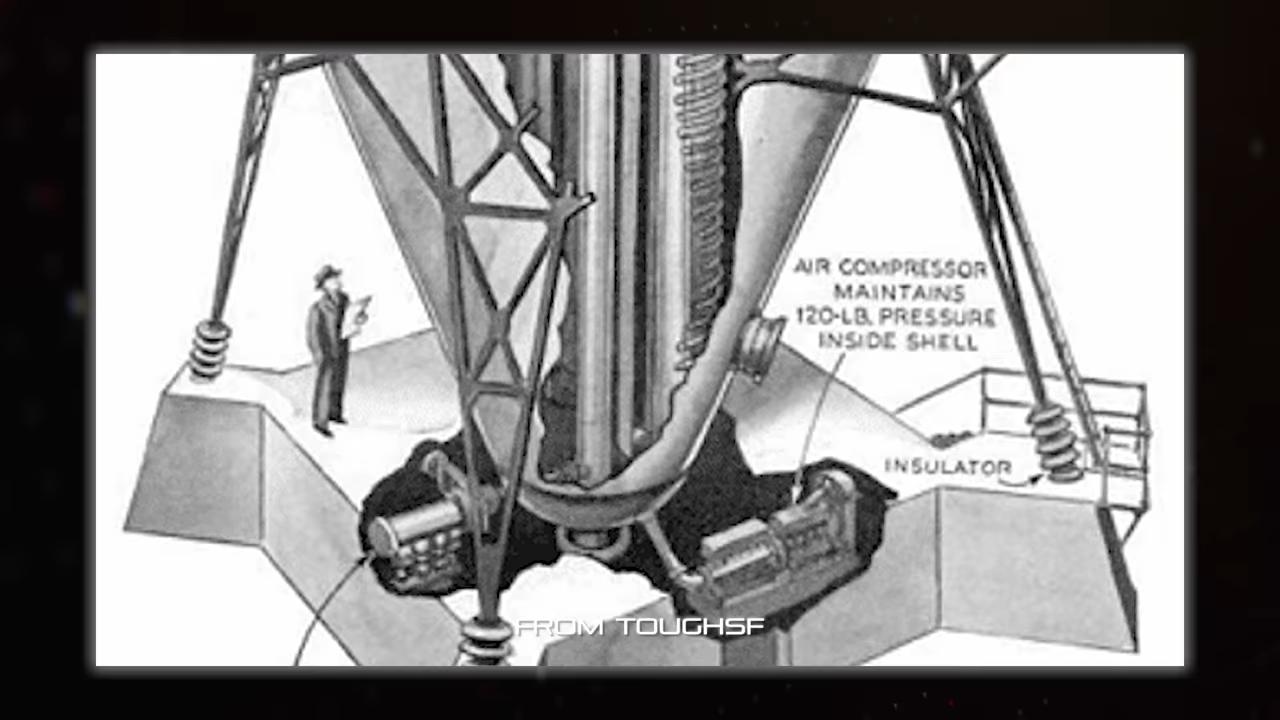 AIR COMPRESSOR
MAINTAINS
120-LB. PRESSURE
INSIDE SHELL
INSULATOR
FROM TOUGHSF